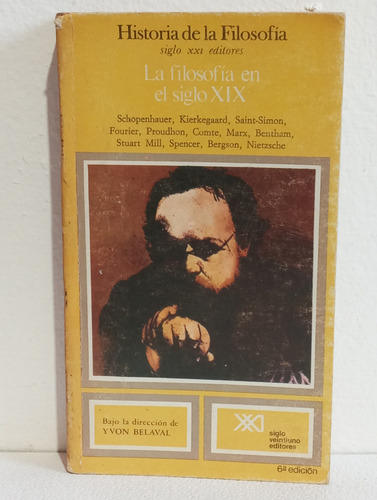 Historia de la Filosofía
siglo xxi editores
La filosofía en
el siglo XIX
Schopenhauer, Kierkegaard, Saint-Simon,
Fourier, Proudhon, Comte, Marx, Bentham,
Stuart Mill, Spencer, Bergson, Nietzsche
Bajo la dirección de
YVON BELAVAL
XXI
siglo
veintiuno
editores
6ª edición